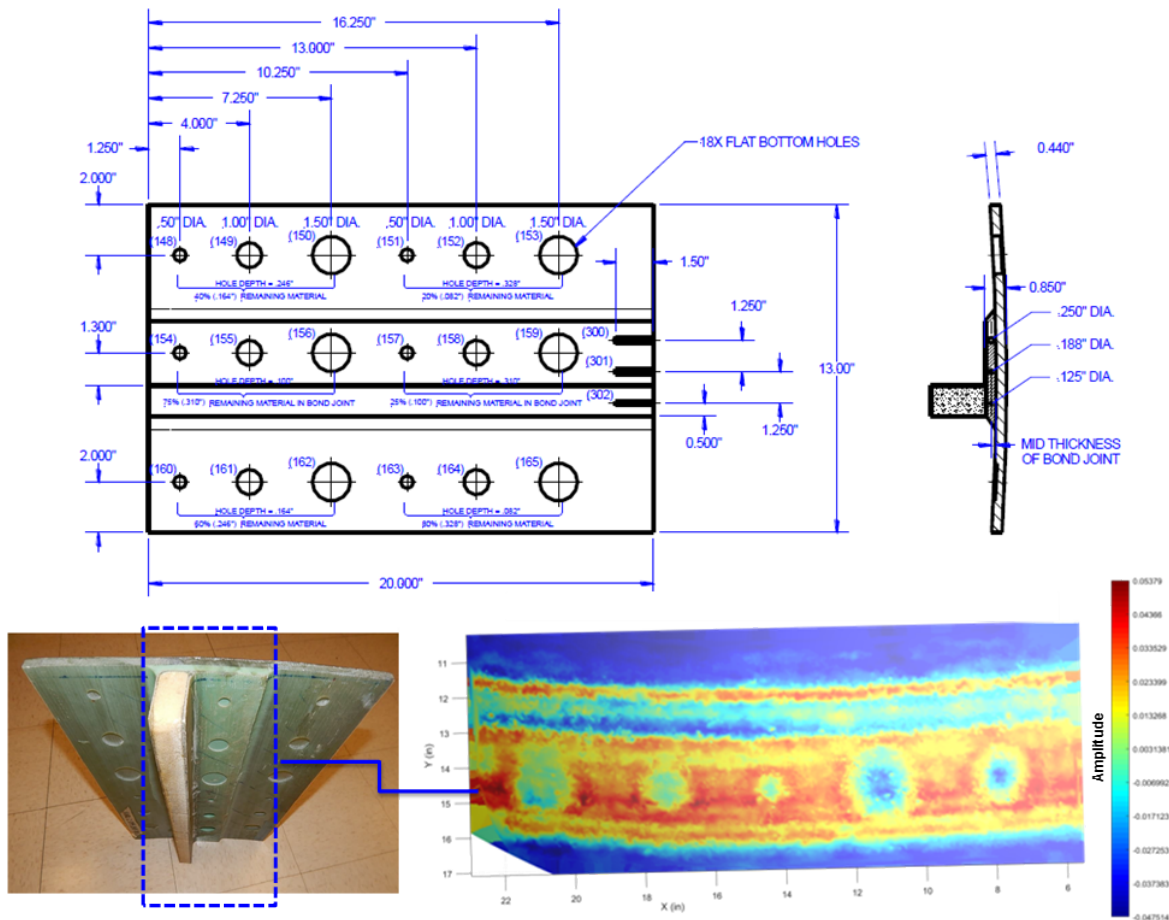 16.250"
13.000"
10.250"
7.250"
4.000"
1.250"
2.000"
18X FLAT BOTTOM HOLES
0.440"
.50" DIA. 1.00" DIA. 1.50" DIA. .50" DIA. 1.00" DIA. 1.50" DIA.
(148) (149) (150) (151) (152) (153)
HOLE DEPTH = .246" HOLE DEPTH = .328"
40% (.164") REMAINING MATERIAL 20% (.082") REMAINING MATERIAL
1.50"
0.850"
1.250"
.250" DIA.
1.300"
(154) (155) (156) (157) (158) (159) (300)
(301)
.188" DIA.
13.00"
HOLE DEPTH = .100" HOLE DEPTH = .310"
75% (.310") REMAINING MATERIAL IN BOND JOINT 25% (.100") REMAINING MATERIAL IN BOND JOINT
(302)
.125" DIA.
1.250"
0.500"
MID THICKNESS
OF BOND JOINT
2.000"
(160) (161) (162) (163) (164) (165)
HOLE DEPTH = .164" HOLE DEPTH = .082"
60% (.246") REMAINING MATERIAL 80% (.328") REMAINING MATERIAL
20.000"
11
12
13
14
15
16
17
Y (in)
22 20 18 16 14 12 10 8 6
X (in)
Amplitude
0.05379
0.04366
0.033529
0.023399
0.013268
0.0031381
-0.006992
-0.017123
-0.027253
-0.037383
-0.047514